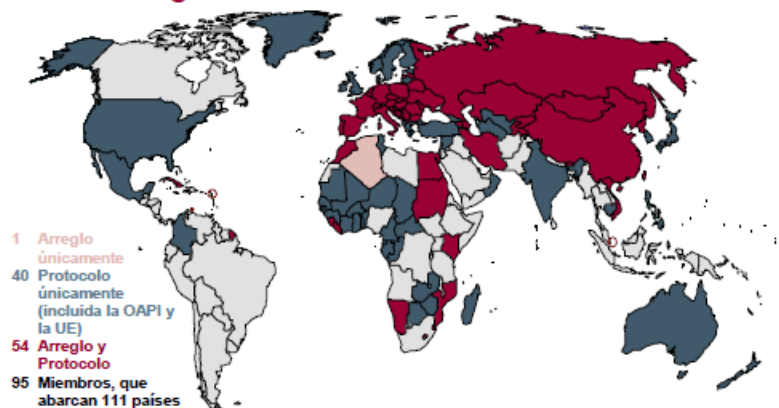 1 Arreglo
únicamente
40 Protocolo
únicamente
(incluida la OAPI y
la UE)
54 Arreglo y
Protocolo
95 Miembros, que
abarcan 111 países